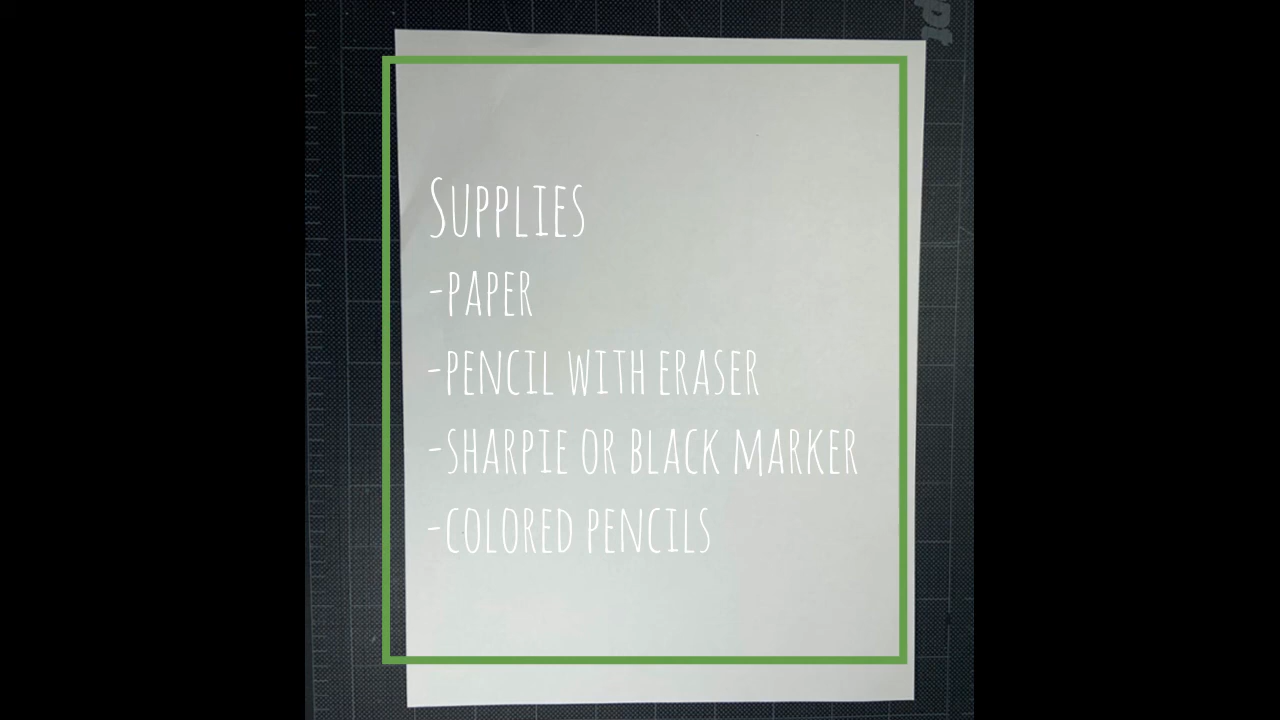 Supplies
-paper
-pencil with eraser
-sharpie or black marker
-colored pencils